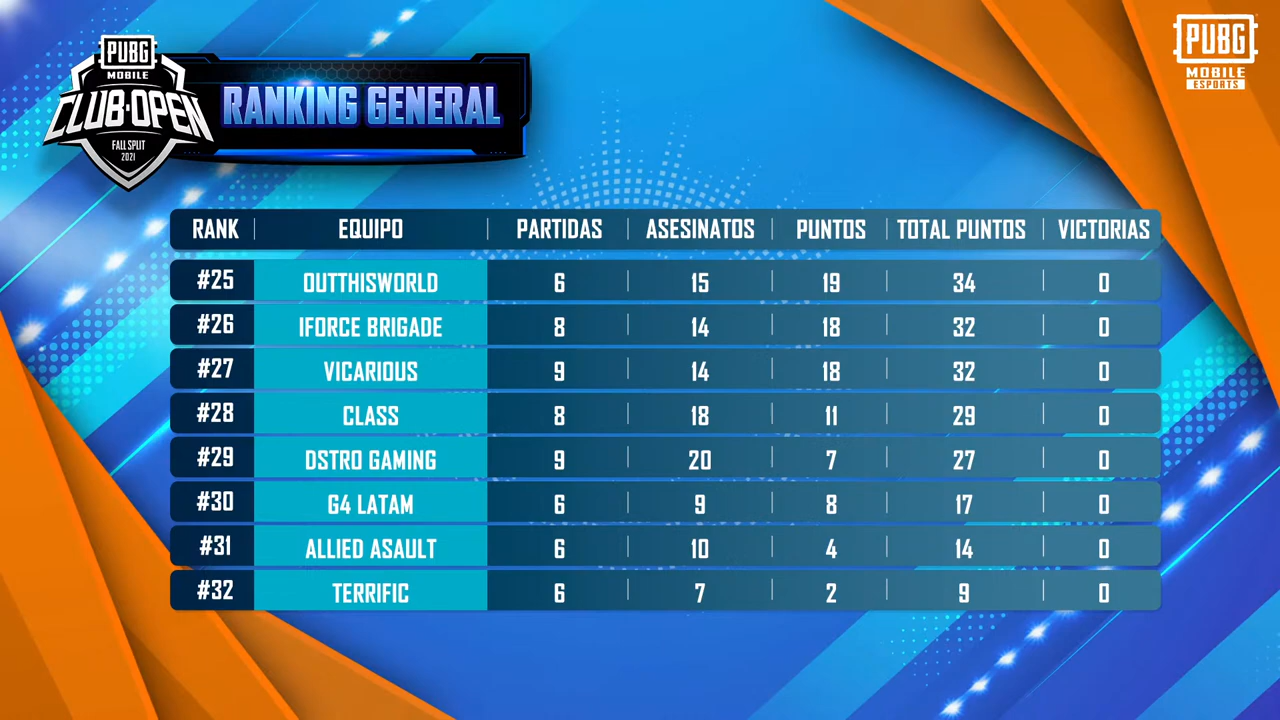 PUBG
MOBILE
CLUB OPEN
FALL SPLIT
2021
RANKING GENERAL
PUBG
MOBILE
ESPORTS
RANK EQUIPO PARTIDAS ASESINATOS PUNTOS TOTAL PUNTOS VICTORIAS
#25 OUTTHISWORLD 6 15 19 34 0
#26 IFORCE BRIGADE 8 14 18 32 0
#27 VICARIOUS 9 14 18 32 0
#28 CLASS 8 18 11 29 0
#29 DSTRO GAMING 9 20 7 27 0
#30 G4 LATAM 6 9 8 17 0
#31 ALLIED ASAULT 6 10 4 14 0
#32 TERRIFIC 6 7 2 9 0